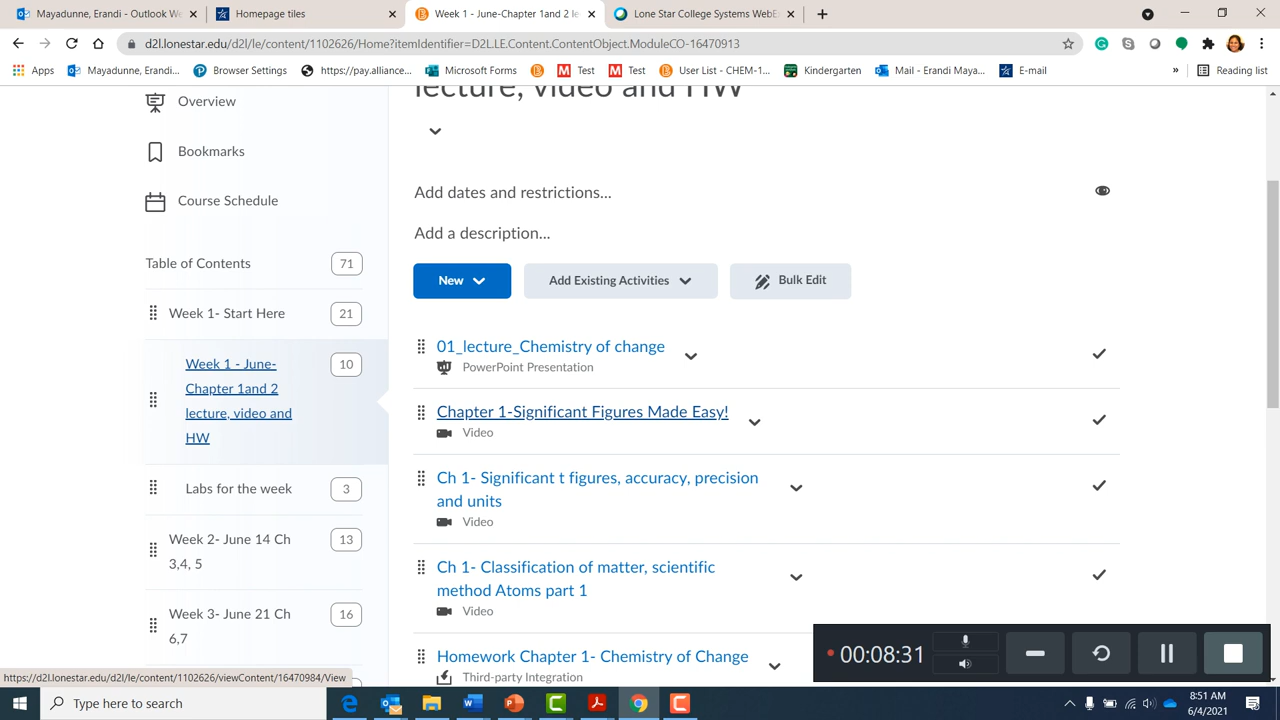 Mayadunne, Erandi - Outlook We
Homepage tiles
Week 1 - June-Chapter 1and 2 le
Lone Star College Systems WebEx
d2l.lonestar.edu/d2l/le/content/1102626/Home?itemIdentifier=D2L.LE.Content.ContentObject.ModuleCO-16470913
Apps
Mayadunne, Erandi...
Browser Settings
https://pay.alliance...
Microsoft Forms
Test
Test
User List - CHEM-1...
Kindergarten
Mail - Erandi Maya...
E-mail
»
Reading list
lecture, video and HW
Overview
Bookmarks
Course Schedule
Table of Contents
71
Week 1- Start Here
21
Week 1 - June-
Chapter 1and 2
lecture, video and
HW
10
Labs for the week
3
Week 2- June 14 Ch
3,4, 5
13
Week 3- June 21 Ch
6,7
16
Add dates and restrictions...
Add a description...
New
Add Existing Activities
Bulk Edit
01_lecture_Chemistry of change
PowerPoint Presentation
Chapter 1-Significant Figures Made Easy!
Video
Ch 1- Significant t figures, accuracy, precision
and units
Video
Ch 1- Classification of matter, scientific
method Atoms part 1
Video
Homework Chapter 1- Chemistry of Change
Third-party Integration
00:08:31
https://d2l.lonestar.edu/d2l/le/content/1102626/viewContent/16470984/View
Type here to search
8:51 AM
6/4/2021